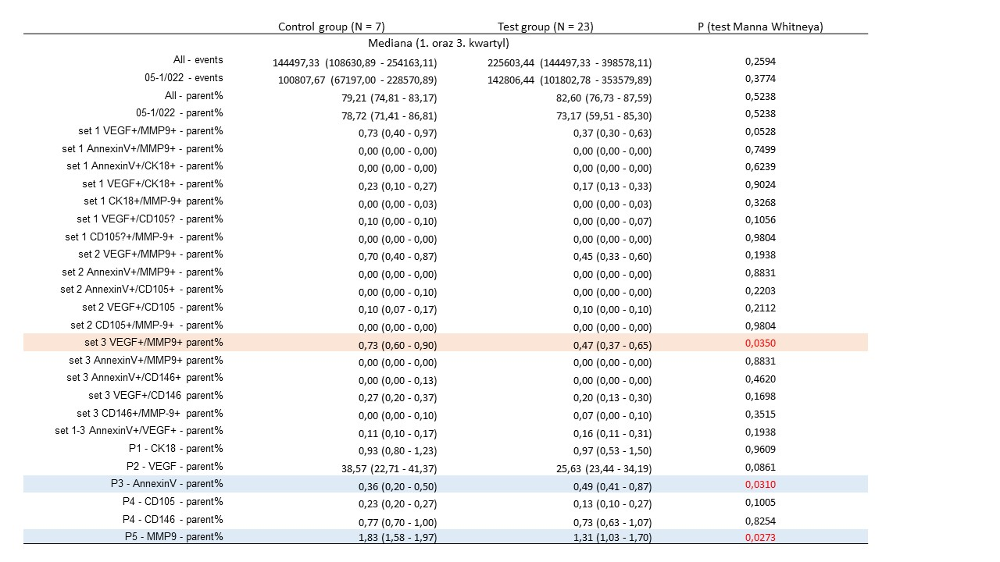 Control group (N = 7) Test group (N = 23) P (test Manna Whitneya)
Mediana (1. oraz 3. kwartyl)
All - events 144497,33 (108630,89 - 254163,11) 225603,44 (144497,33 - 398578,11) 0,2594
05-1/022 - events 100807,67 (67197,00 - 228570,89) 142806,44 (101802,78 - 353579,89) 0,3774
All - parent% 79,21 (74,81 - 83,17) 82,60 (76,73 - 87,59) 0,5238
05-1/022 - parent% 78,72 (71,41 - 86,81) 73,17 (59,51 - 85,30) 0,5238
set 1 VEGF+/MMP9+ - parent% 0,73 (0,40 - 0,97) 0,37 (0,30 - 0,63) 0,0528
set 1 AnnexinV+/MMP9+ - parent% 0,00 (0,00 - 0,00) 0,00 (0,00 - 0,00) 0,7499
set 1 AnnexinV+/CK18+ - parent% 0,00 (0,00 - 0,00) 0,00 (0,00 - 0,00) 0,6239
set 1 VEGF+/CK18+ - parent% 0,23 (0,10 - 0,27) 0,17 (0,13 - 0,33) 0,9024
set 1 CK18+/MMP-9+ parent% 0,00 (0,00 - 0,03) 0,00 (0,00 - 0,03) 0,3268
set 1 VEGF+/CD105? - parent% 0,10 (0,00 - 0,10) 0,00 (0,00 - 0,07) 0,1056
set 1 CD105?+/MMP-9+ - parent% 0,00 (0,00 - 0,00) 0,00 (0,00 - 0,00) 0,9804
set 2 VEGF+/MMP9+ - parent% 0,70 (0,40 - 0,87) 0,45 (0,33 - 0,60) 0,1938
set 2 AnnexinV+/MMP9+ - parent% 0,00 (0,00 - 0,00) 0,00 (0,00 - 0,00) 0,8831
set 2 AnnexinV+/CD105+ - parent% 0,00 (0,00 - 0,10) 0,00 (0,00 - 0,00) 0,2203
set 2 VEGF+/CD105 - parent% 0,10 (0,07 - 0,17) 0,10 (0,00 - 0,10) 0,2112
set 2 CD105+/MMP-9+ - parent% 0,00 (0,00 - 0,00) 0,00 (0,00 - 0,00) 0,9804
set 3 VEGF+/MMP9+ parent% 0,73 (0,60 - 0,90) 0,47 (0,37 - 0,65) 0,0350
set 3 AnnexinV+/MMP9+ parent% 0,00 (0,00 - 0,00) 0,00 (0,00 - 0,00) 0,8831
set 3 AnnexinV+/CD146+ parent% 0,00 (0,00 - 0,13) 0,00 (0,00 - 0,00) 0,4620
set 3 VEGF+/CD146 parent% 0,27 (0,20 - 0,37) 0,20 (0,13 - 0,30) 0,1698
set 3 CD146+/MMP-9+ parent% 0,00 (0,00 - 0,10) 0,07 (0,00 - 0,10) 0,3515
set 1-3 AnnexinV+/VEGF+ - parent% 0,11 (0,10 - 0,17) 0,16 (0,11 - 0,31) 0,1938
P1 - CK18 - parent% 0,93 (0,80 - 1,23) 0,97 (0,53 - 1,50) 0,9609
P2 - VEGF - parent% 38,57 (22,71 - 41,37) 25,63 (23,44 - 34,19) 0,0861
P3 - AnnexinV - parent% 0,36 (0,20 - 0,50) 0,49 (0,41 - 0,87) 0,0310
P4 - CD105 - parent% 0,23 (0,20 - 0,27) 0,13 (0,10 - 0,27) 0,1005
P4 - CD146 - parent% 0,77 (0,70 - 1,00) 0,73 (0,63 - 1,07) 0,8254
P5 - MMP9 - parent% 1,83 (1,58 - 1,97) 1,31 (1,03 - 1,70) 0,0273